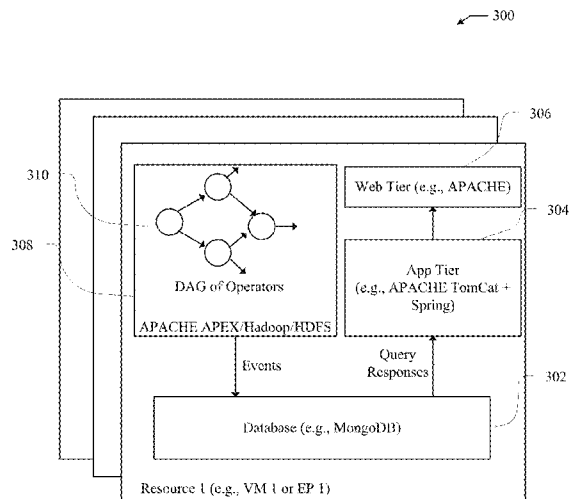 300
306
310
Web Tier (e.g., APACHE)
304
308
App Tier
(e.g., APACHE TomCat +
Spring)
DAG of Operators
APACHE APEX/Hadoop/HDFS
Events
Query
Responses
302
Database (e.g., MongoDB)
Resource 1 (e.g., VM 1 or EP 1)